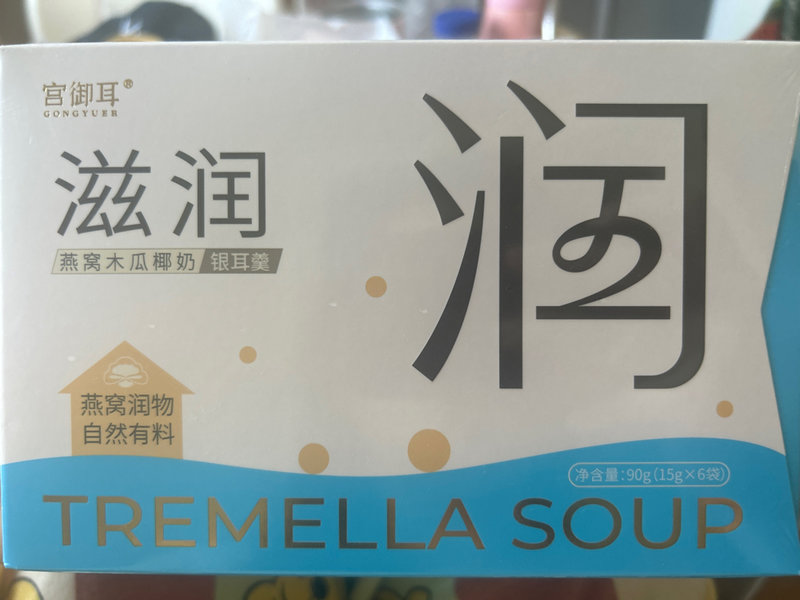 宫御耳®
GONGYUER
滋润
燕窝木瓜椰奶 银耳羹
润
燕窝润物
自然有料
净含量:90g(15g×6袋)
TREMELLA SOUP